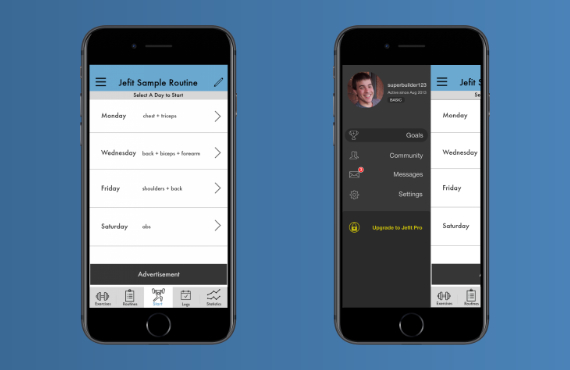 Jefit Sample Routine
Select A Day to Start
Monday chest + triceps
Wednesday back + biceps + forearm
Friday shoulders + back
Saturday abs
Advertisement
Exercises Routines Start Logs Statistics
superbuilder123
Active since Aug 2012
BASIC
Goals
Community
Messages
Settings
Upgrade to Jefit Pro
Jefit S
Se
Monday
Wednesday
Friday
Saturday
Exercises Routines